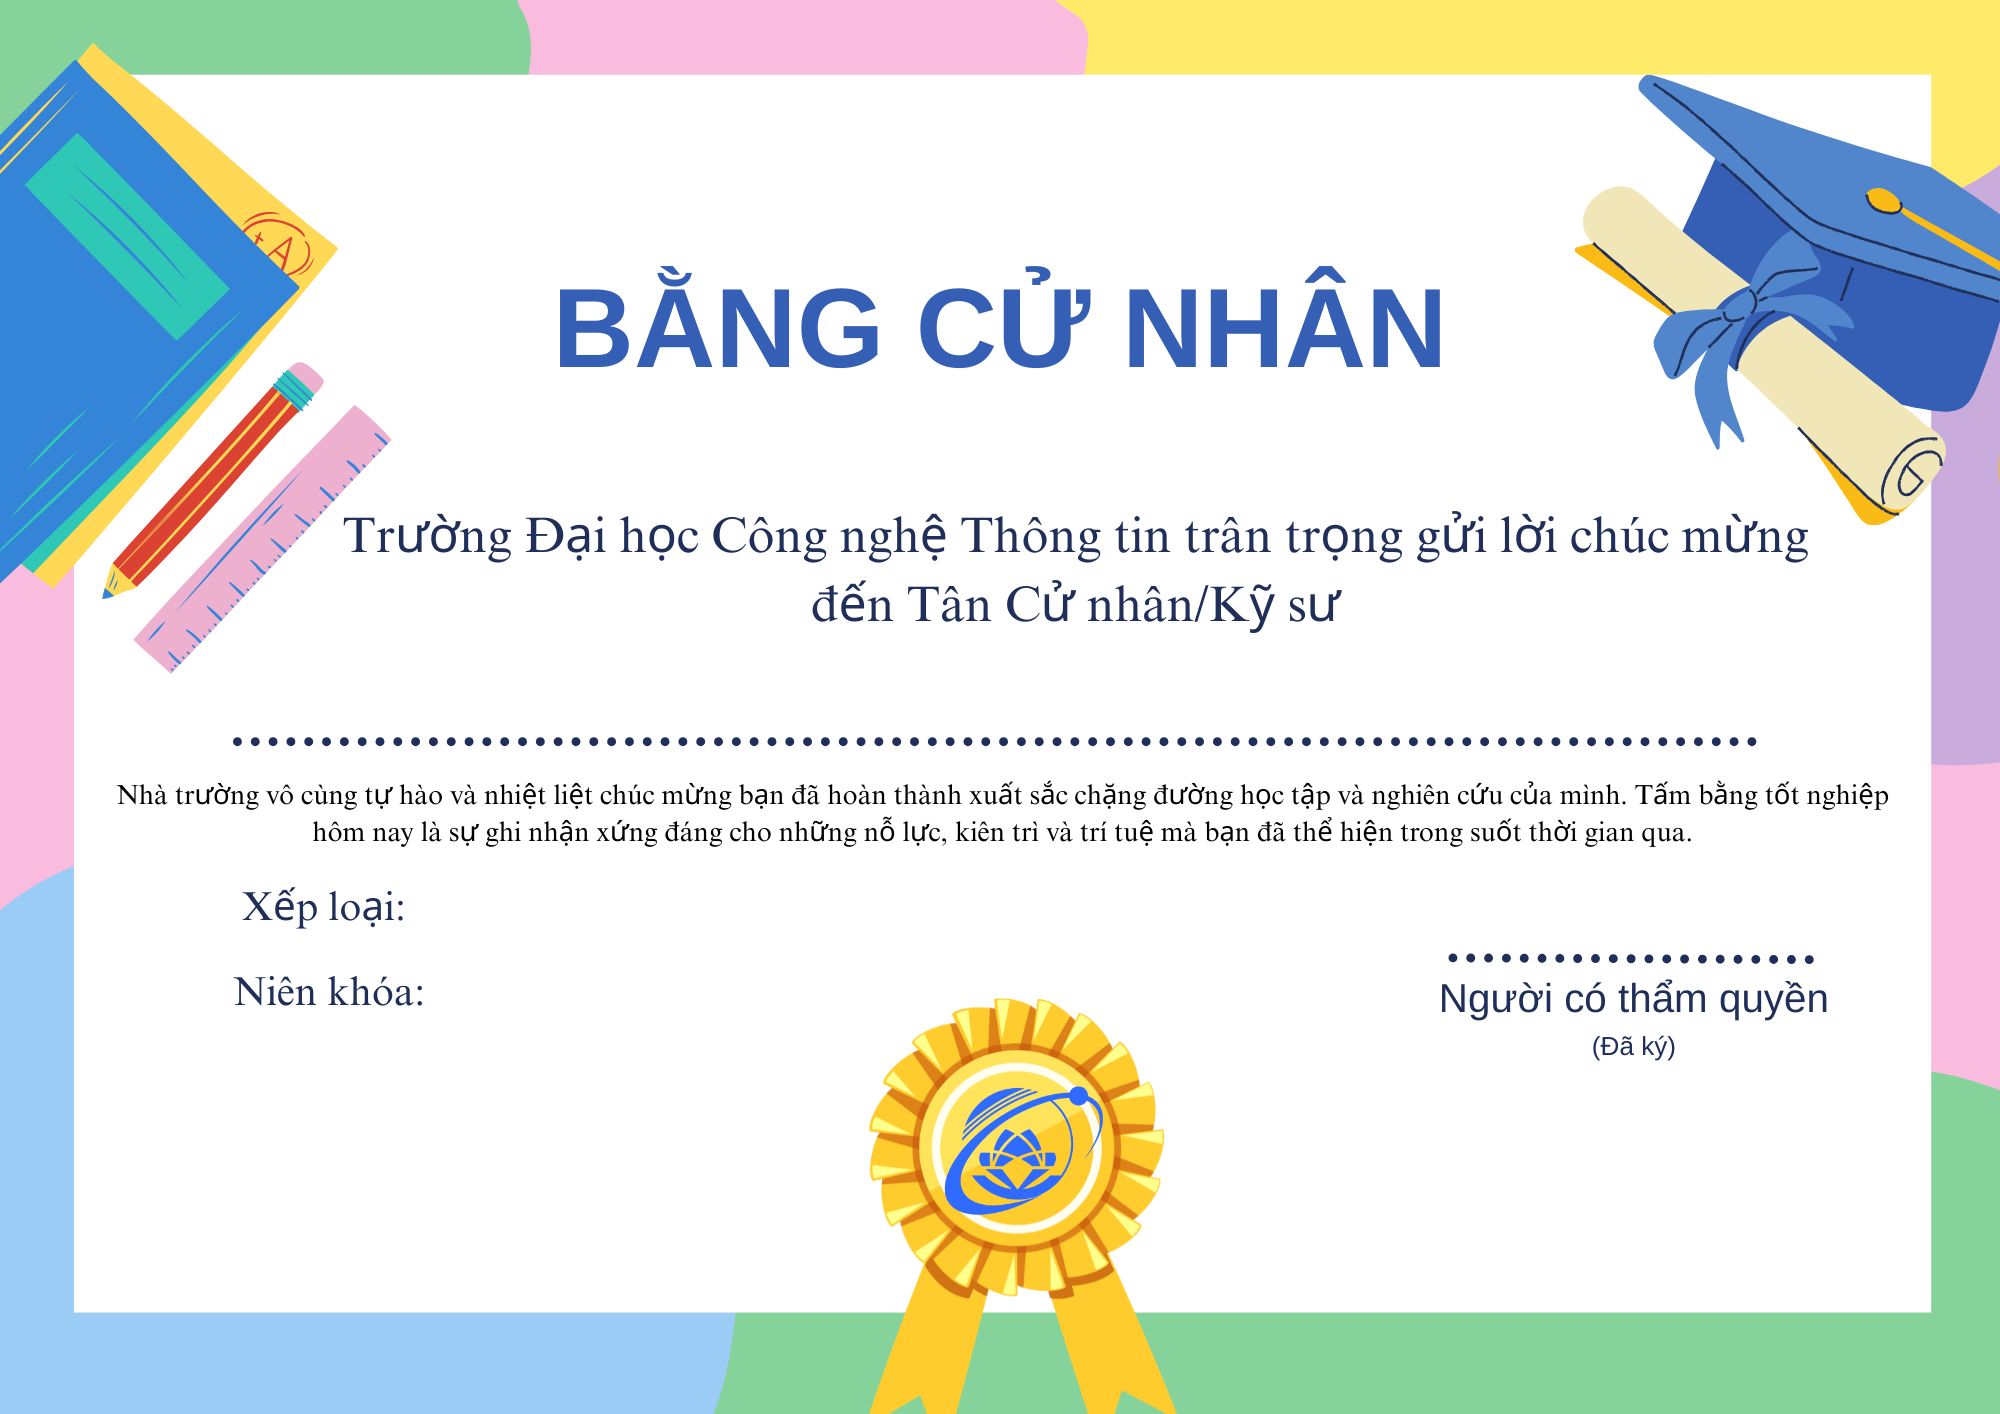 A+
BẰNG CỬ NHÂN
Trường Đại học Công nghệ Thông tin trân trọng gửi lời chúc mừng
đến Tân Cử nhân/Kỹ sư
Nhà trường vô cùng tự hào và nhiệt liệt chúc mừng bạn đã hoàn thành xuất sắc chặng đường học tập và nghiên cứu của mình. Tấm bằng tốt nghiệp
hôm nay là sự ghi nhận xứng đáng cho những nỗ lực, kiên trì và trí tuệ mà bạn đã thể hiện trong suốt thời gian qua.
Xếp loại:
Niên khóa:
Người có thẩm quyền
(Đã ký)